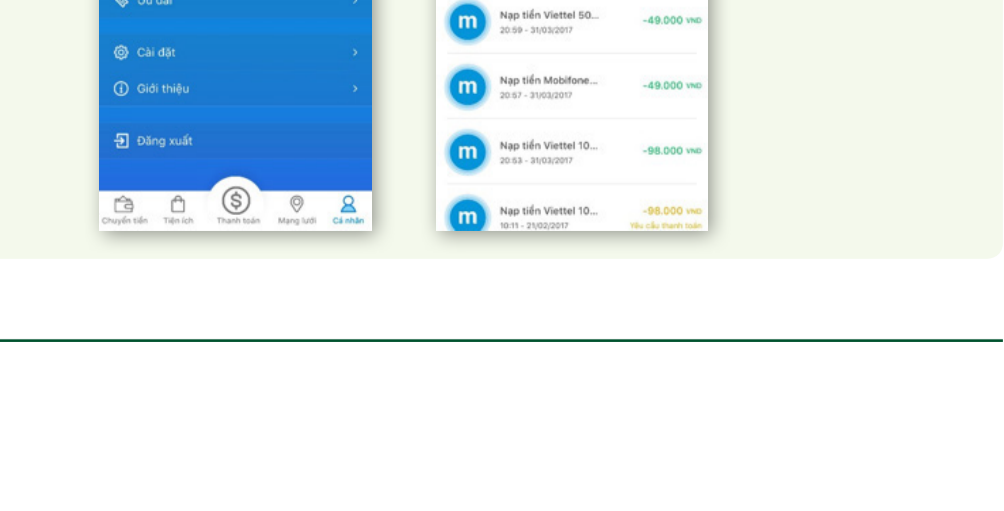 Ưu đãi
Cài đặt
Giới thiệu
Đăng xuất
Chuyển tiền
Tiện ích
Thanh toán
Mạng lưới
Cá nhân
m
Nạp tiền Viettel 50...
-49.000 VND
20:59 - 31/03/2017
m
Nạp tiền Mobifone...
-49.000 VND
20:57 - 31/03/2017
m
Nạp tiền Viettel 10...
-98.000 VND
20:53 - 31/03/2017
m
Nạp tiền Viettel 10...
-98.000 VND
10:11 - 21/02/2017
Yêu cầu thanh toán